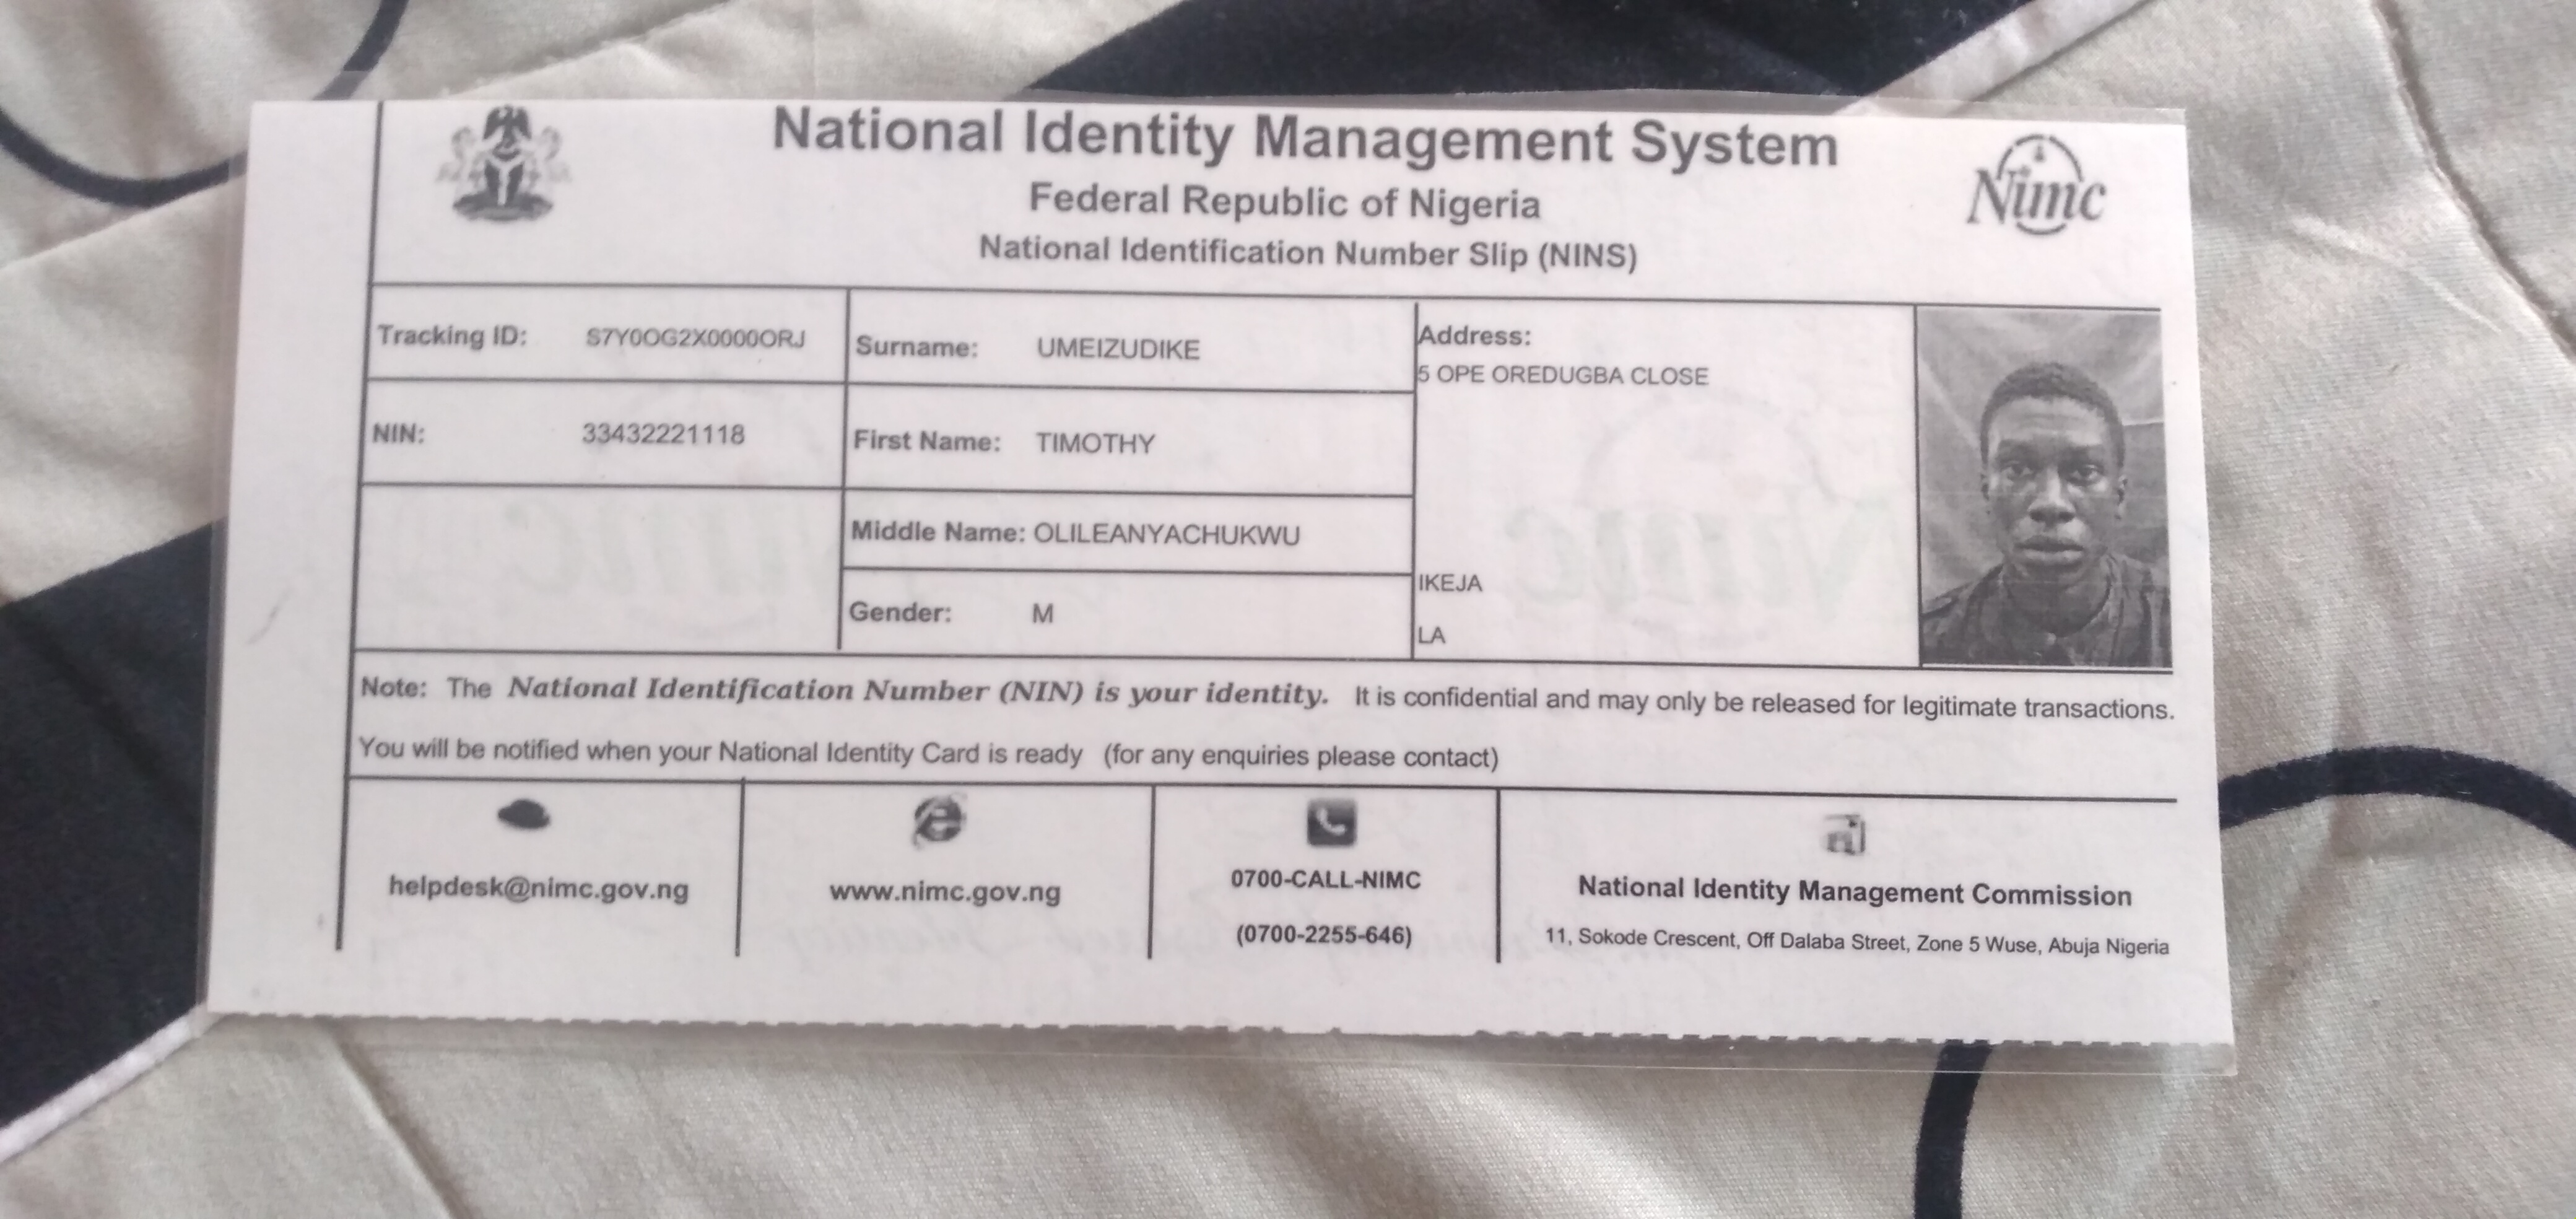 National Identity Management System
Federal Republic of Nigeria
National Identification Number Slip (NINS)
Nimc
Tracking ID: S7Y0OG2X0000ORJ
NIN: 33432221118
Surname: UMEIZUDIKE
First Name: TIMOTHY
Middle Name: OLILEANYACHUKWU
Gender: M
Address:
5 OPE OREDUGBA CLOSE
IKEJA
LA
Note: The National Identification Number (NIN) is your identity. It is confidential and may only be released for legitimate transactions.
You will be notified when your National Identity Card is ready (for any enquiries please contact)
helpdesk@nimc.gov.ng
www.nimc.gov.ng
0700-CALL-NIMC
(0700-2255-646)
National Identity Management Commission
11, Sokode Crescent, Off Dalaba Street, Zone 5 Wuse, Abuja Nigeria